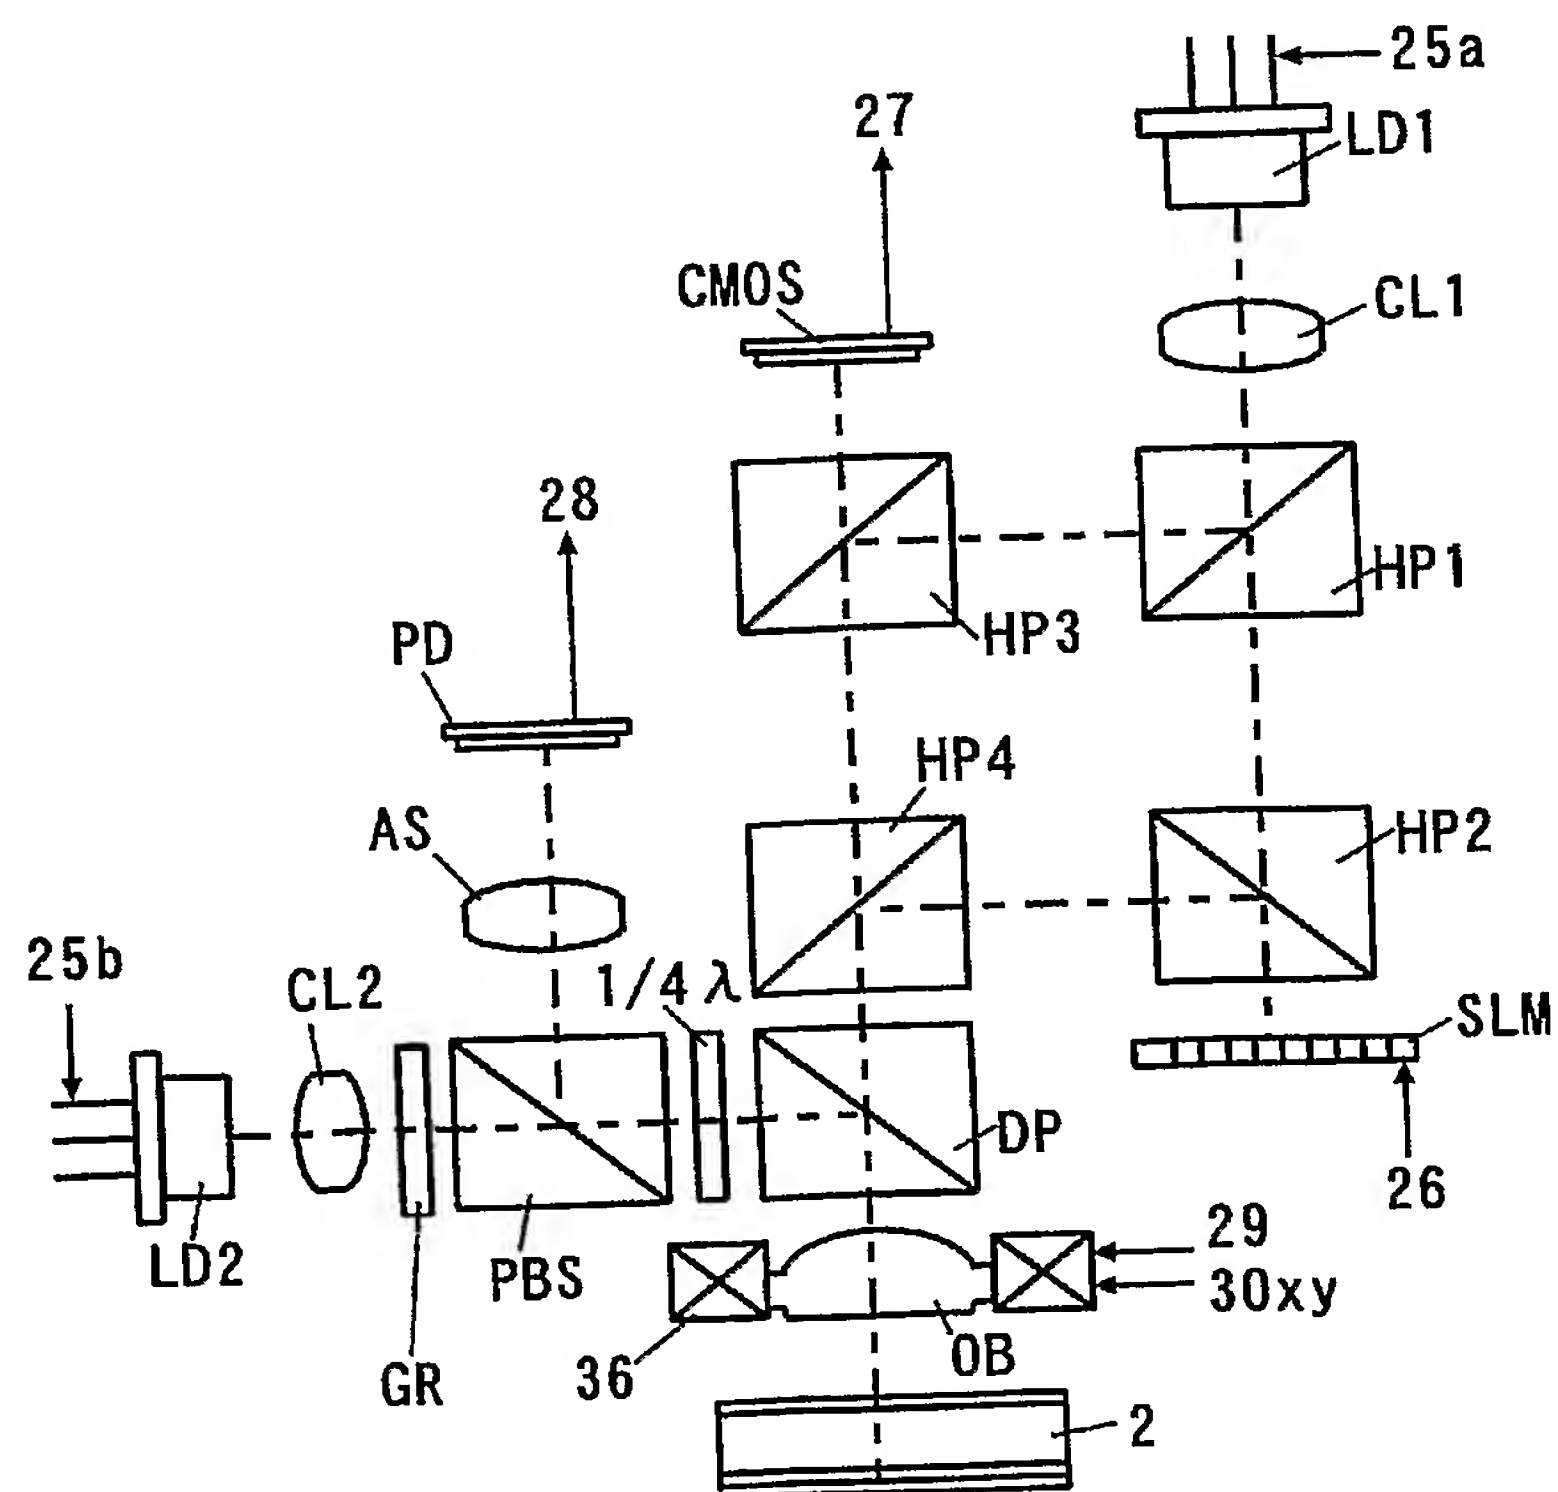 25a
LD1
27
CMOS
CL1
28
HP1
HP3
PD
HP4
HP2
AS
25b
CL2
1/4 λ
SLM
DP
26
29
30xy
LD2
PBS
OB
GR
36
2